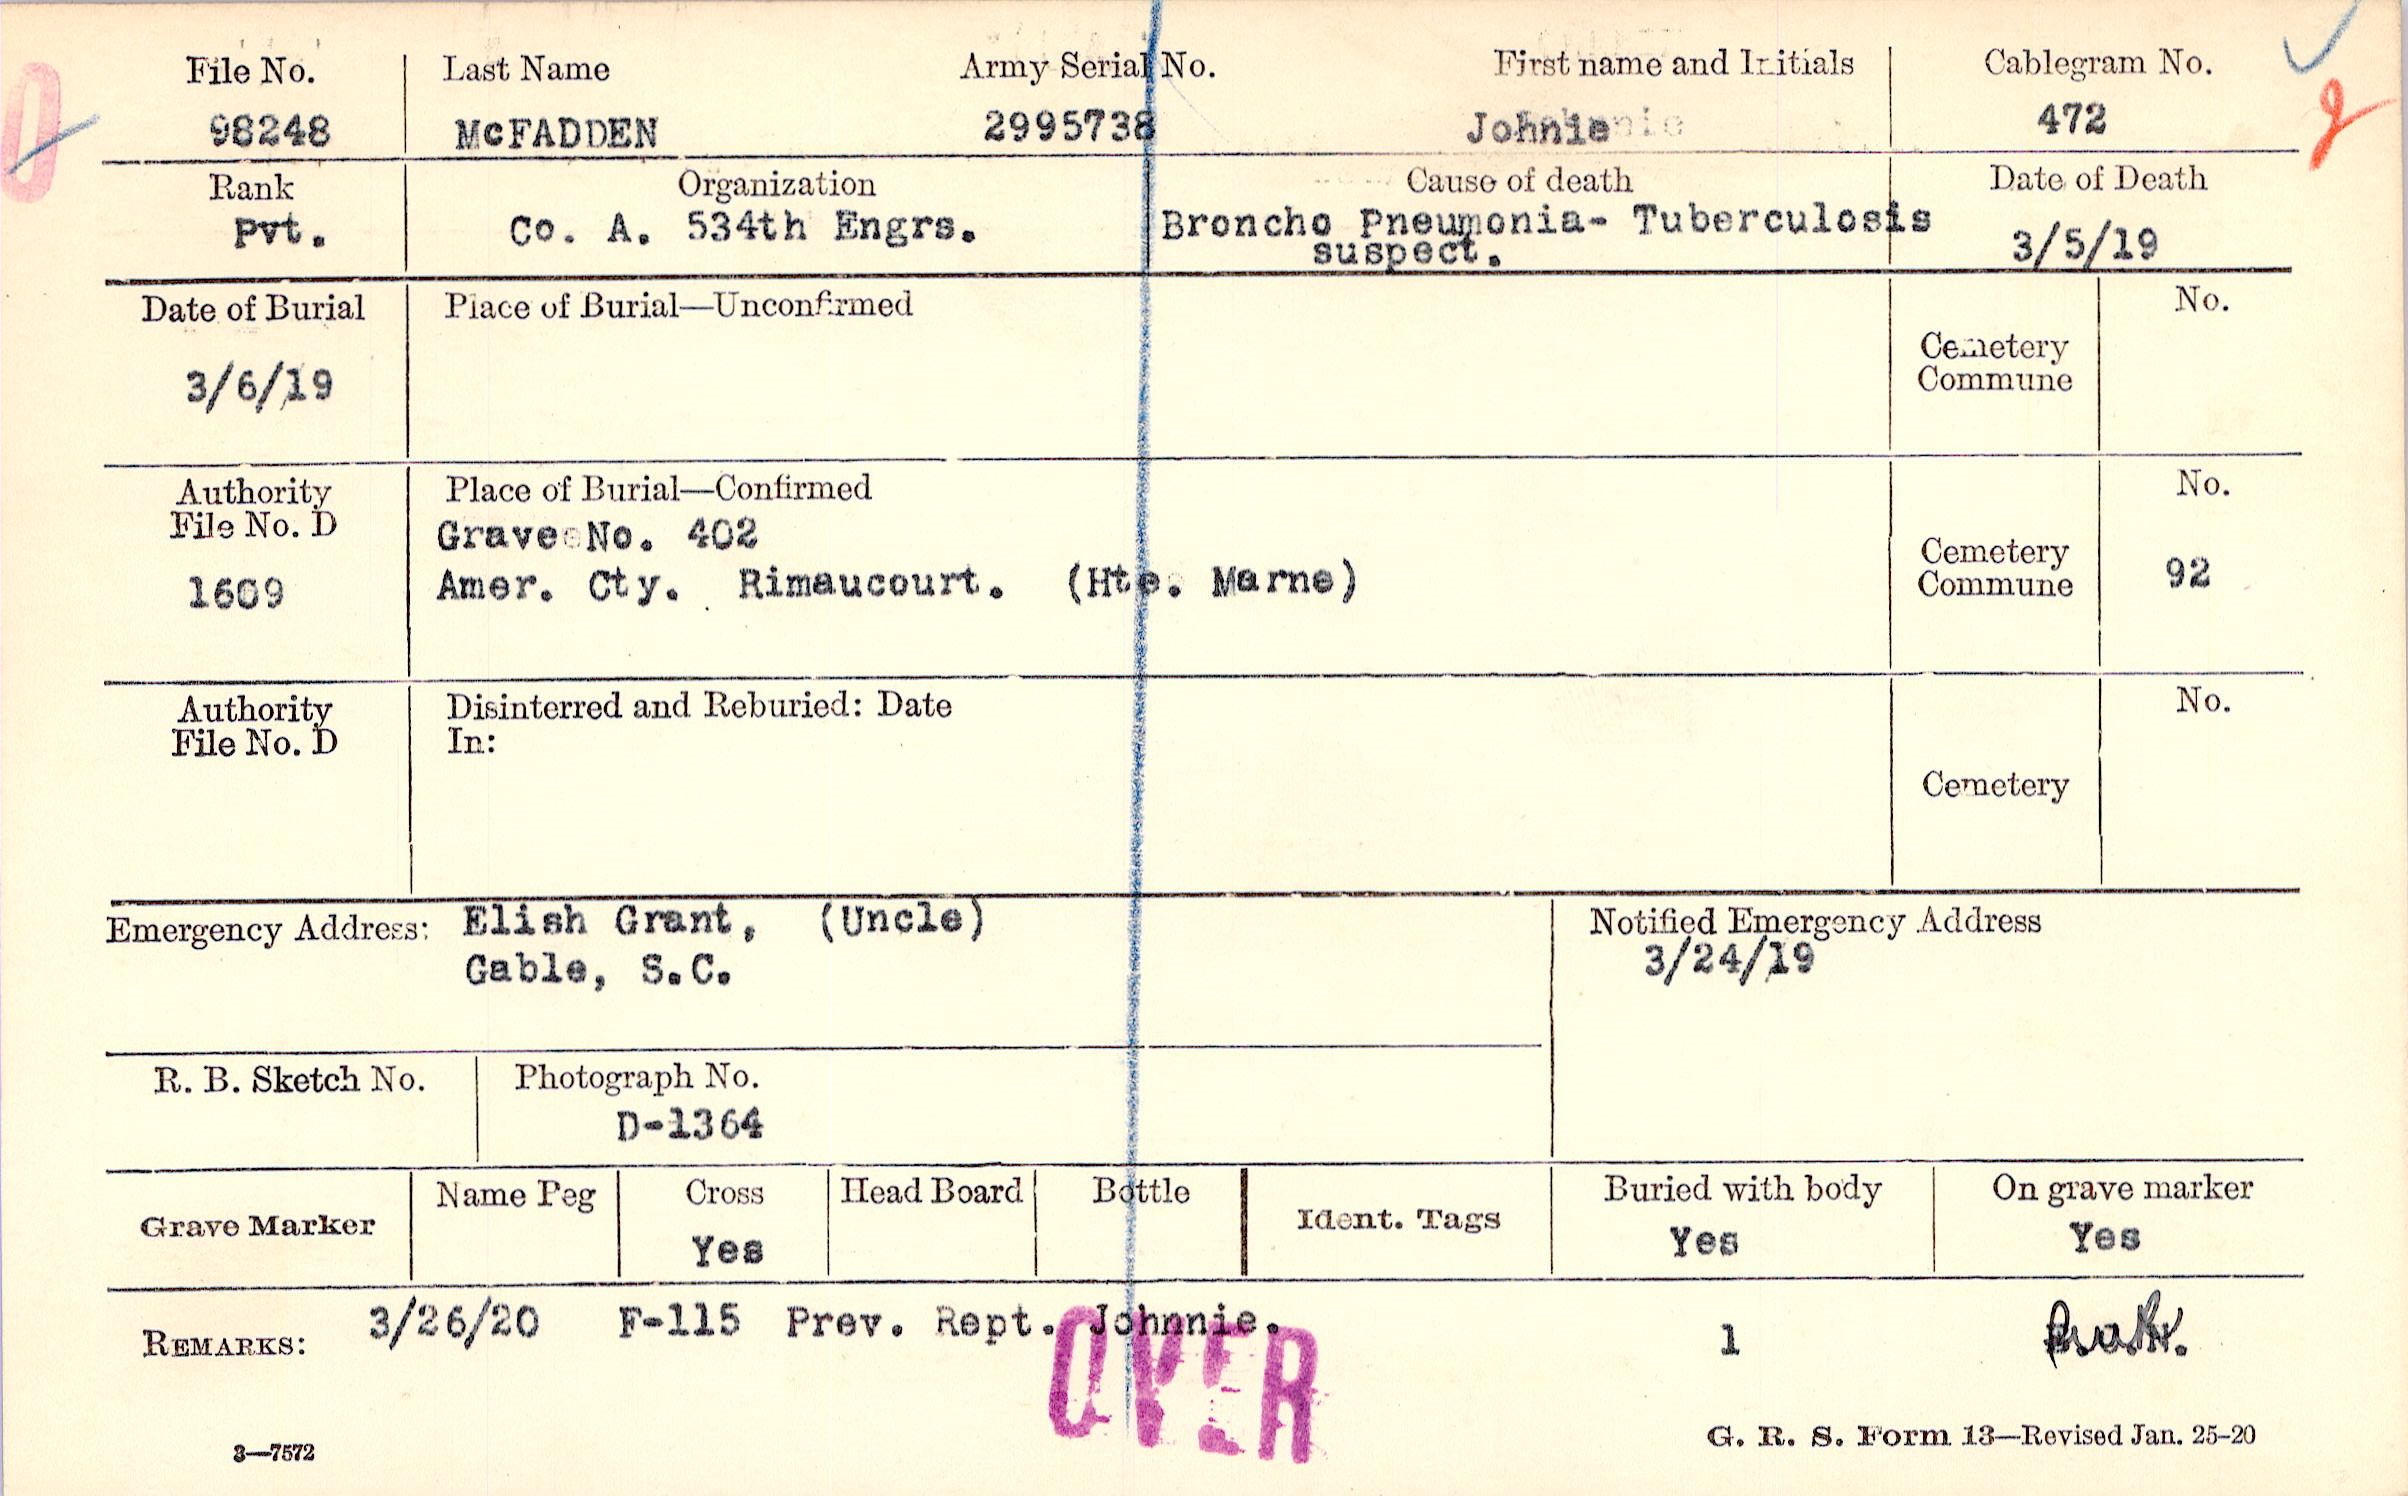 File No. Last Name Army Serial No. First name and Initials Cablegram No.
98248 McFADDEN 2995738 Johnie 472
Rank Organization Cause of death Date of Death
Pvt. Co. A. 534th Engrs. Broncho Pneumonia- Tuberculosis
suspect. 3/5/19
Date of Burial Place of Burial—Unconfirmed No.
Cemetery
Commune
3/6/19
Authority Place of Burial—Confirmed No.
File No. D Grave No. 402
Cemetery
1609 Amer. Cty. Rimaucourt. (Hte. Marne) Commune 92
Authority Disinterred and Reburied: Date No.
File No. D In:
Cemetery
Emergency Address: Elish Grant, (Uncle) Notified Emergency Address
Gable, S.C. 3/24/19
R. B. Sketch No. Photograph No.
D-1364
Grave Marker Name Peg Cross Head Board Bottle Ident. Tags Buried with body On grave marker
Yes Yes Yes
REMARKS: 3/26/20 F-115 Prev. Rept. Johnnie. 1
OVER
3—7572 G. R. S. Form 13—Revised Jan. 25-20